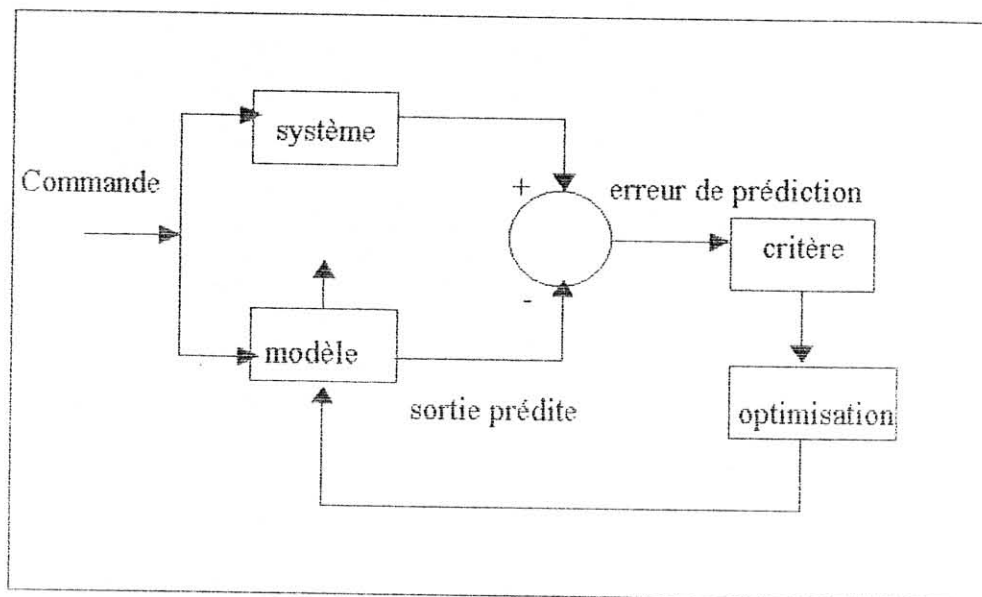 système
Commande
+
erreur de prédiction
critère
-
modèle
sortie prédite
optimisation